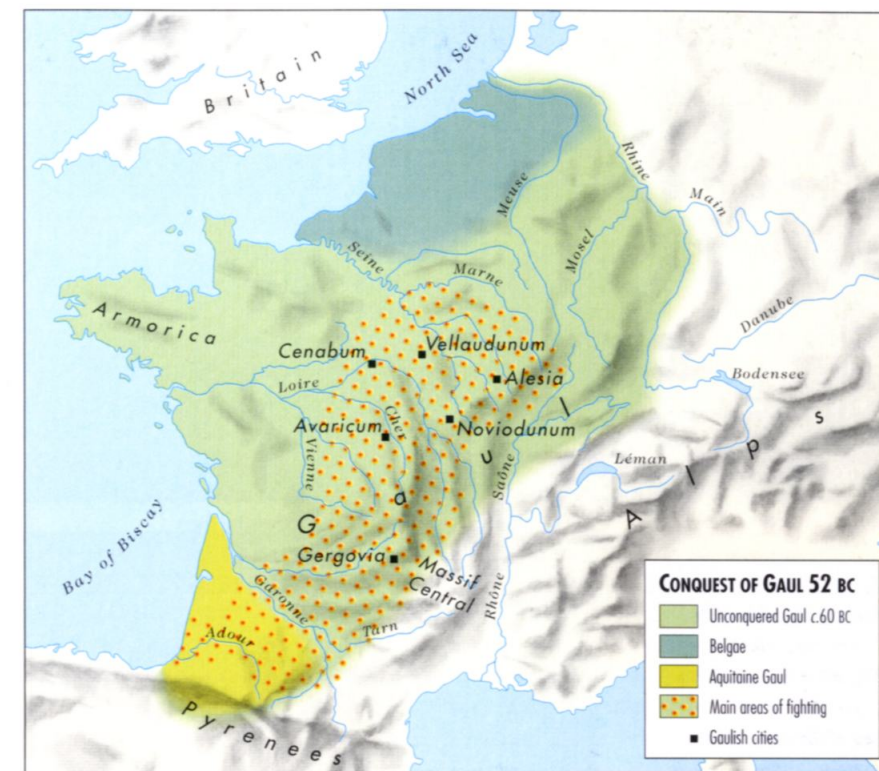 Britain
North Sea
Rhine
Main
Meuse
Mosel
Seine
Marne
Danube
Armorica
Vellaudunum
Cenabum
Bodensee
Loire
Alesia
Avaricum
Cher
Noviodunum
Vienne
Saône
Léman
Alps
Gaul
Bay of Biscay
Gergovia
Massif
Central
Rhône
Garonne
Tarn
Adour
Pyrenees
CONQUEST OF GAUL 52 BC
Unconquered Gaul c.60 BC
Belgae
Aquitaine Gaul
Main areas of fighting
Gaulish cities